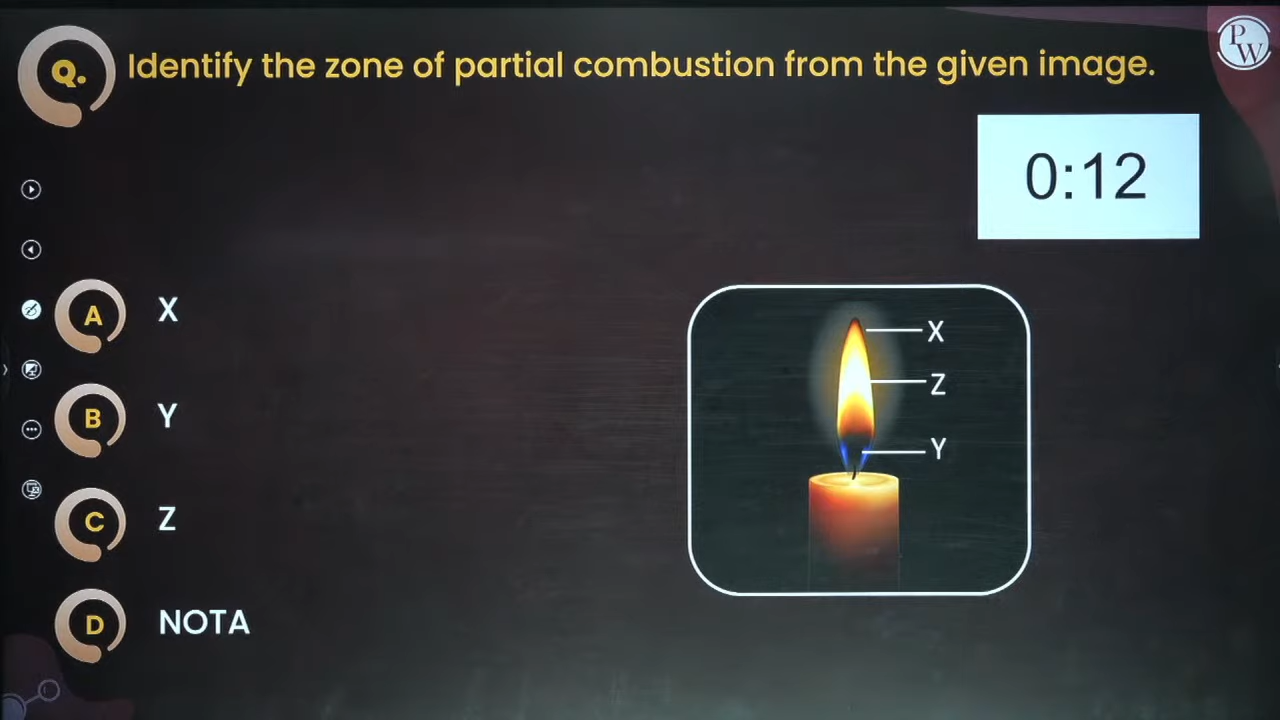 Q. Identify the zone of partial combustion from the given image.
PW
0:12
A X
B Y
C Z
D NOTA
X
Z
Y